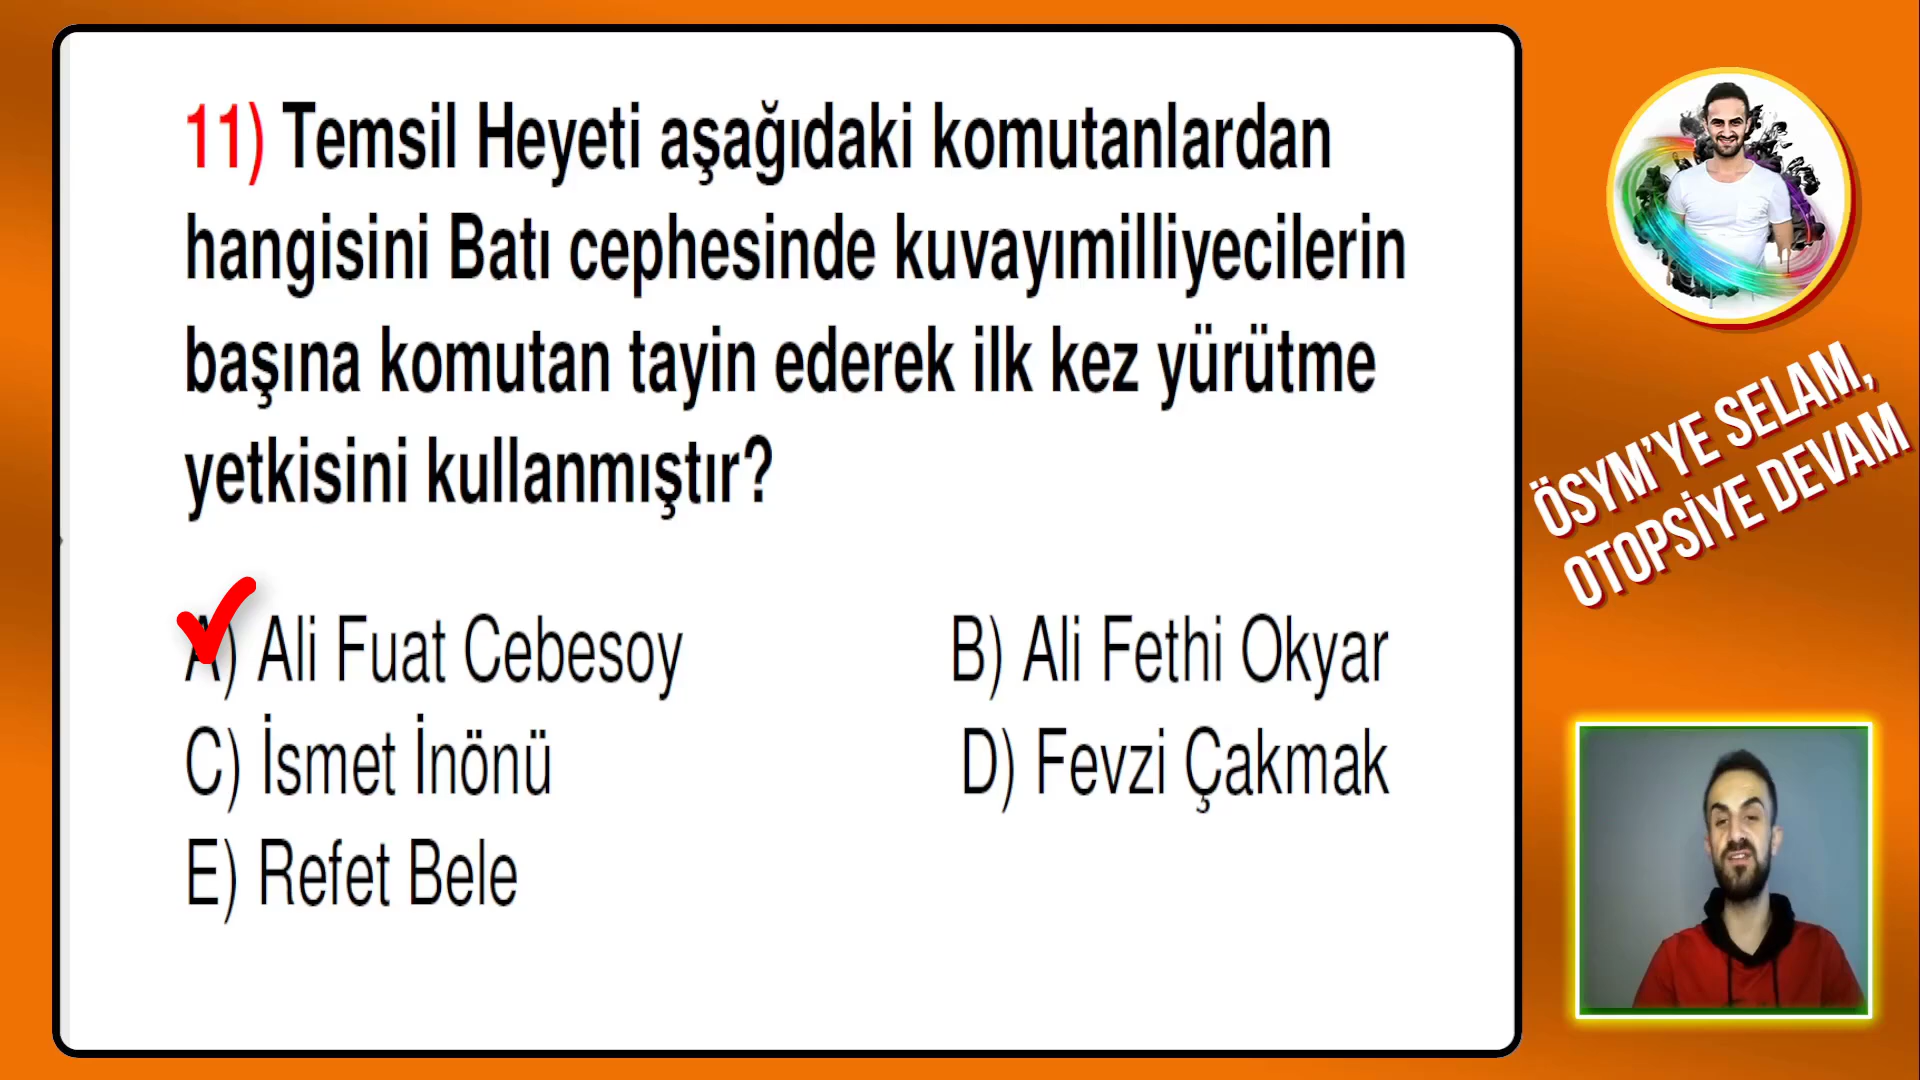 11) Temsil Heyeti aşağıdaki komutanlardan
hangisini Batı cephesinde kuvayımilliyecilerin
başına komutan tayin ederek ilk kez yürütme
yetkisini kullanmıştır?
A) Ali Fuat Cebesoy
B) Ali Fethi Okyar
C) İsmet İnönü
D) Fevzi Çakmak
E) Refet Bele
ÖSYM'YE SELAM,
OTOPSİYE DEVAM